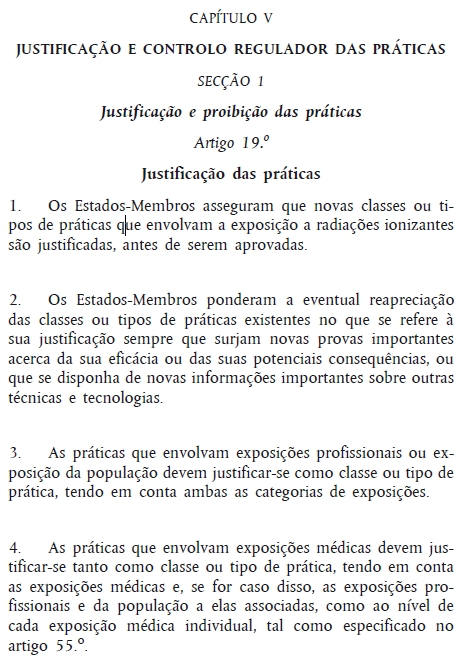 CAPÍTULO V
JUSTIFICAÇÃO E CONTROLO REGULADOR DAS PRÁTICAS
SECÇÃO 1
Justificação e proibição das práticas
Artigo 19.º
Justificação das práticas
1. Os Estados-Membros asseguram que novas classes ou ti-
pos de práticas que envolvam a exposição a radiações ionizantes
são justificadas, antes de serem aprovadas.
2. Os Estados-Membros ponderam a eventual reapreciação
das classes ou tipos de práticas existentes no que se refere à
sua justificação sempre que surjam novas provas importantes
acerca da sua eficácia ou das suas potenciais consequências, ou
que se disponha de novas informações importantes sobre outras
técnicas e tecnologias.
3. As práticas que envolvam exposições profissionais ou ex-
posição da população devem justificar-se como classe ou tipo de
prática, tendo em conta ambas as categorias de exposições.
4. As práticas que envolvam exposições médicas devem jus-
tificar-se tanto como classe ou tipo de prática, tendo em conta
as exposições médicas e, se for caso disso, as exposições pro-
fissionais e da população a elas associadas, como ao nível de
cada exposição médica individual, tal como especificado no
artigo 55.º.